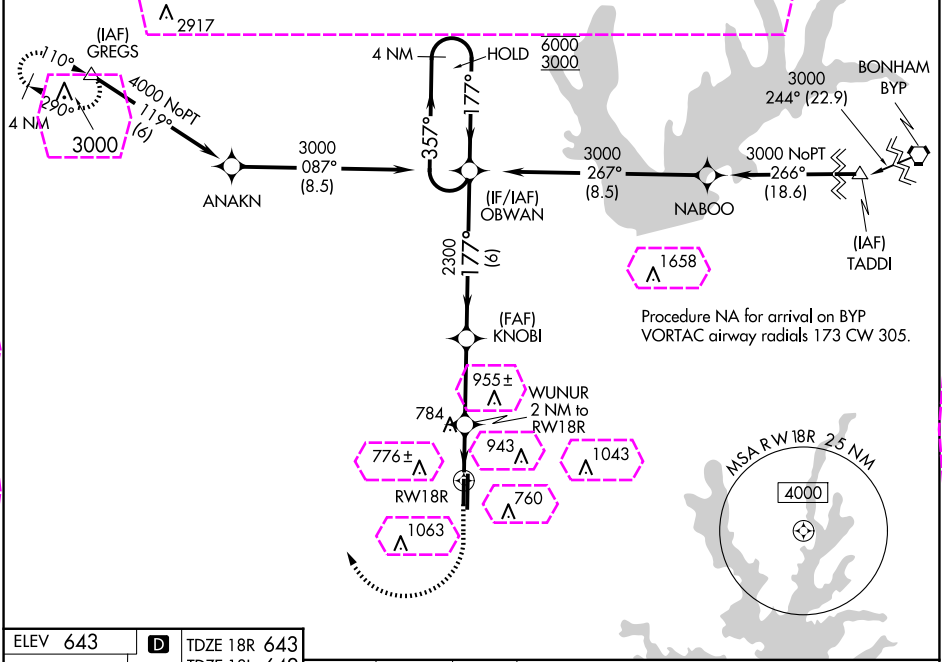 2917
(IAF)
GREGS
110°
290°
4 NM
3000
4000 NoPT
119°
(6)
ANAKN
3000
087°
(8.5)
4 NM
HOLD
6000
3000
357°
177°
(IF/IAF)
OBWAN
3000
267°
(8.5)
NABOO
3000 NoPT
266°
(18.6)
3000
244° (22.9)
BONHAM
BYP
(IAF)
TADDI
1658
Procedure NA for arrival on BYP
VORTAC airway radials 173 CW 305.
2300
177°
(6)
(FAF)
KNOBI
955±
WUNUR
2 NM to
RW18R
784
776±
943
1043
RW18R
760
1063
MSA RW 18R 25 NM
4000
ELEV 643
D
TDZE 18R 643